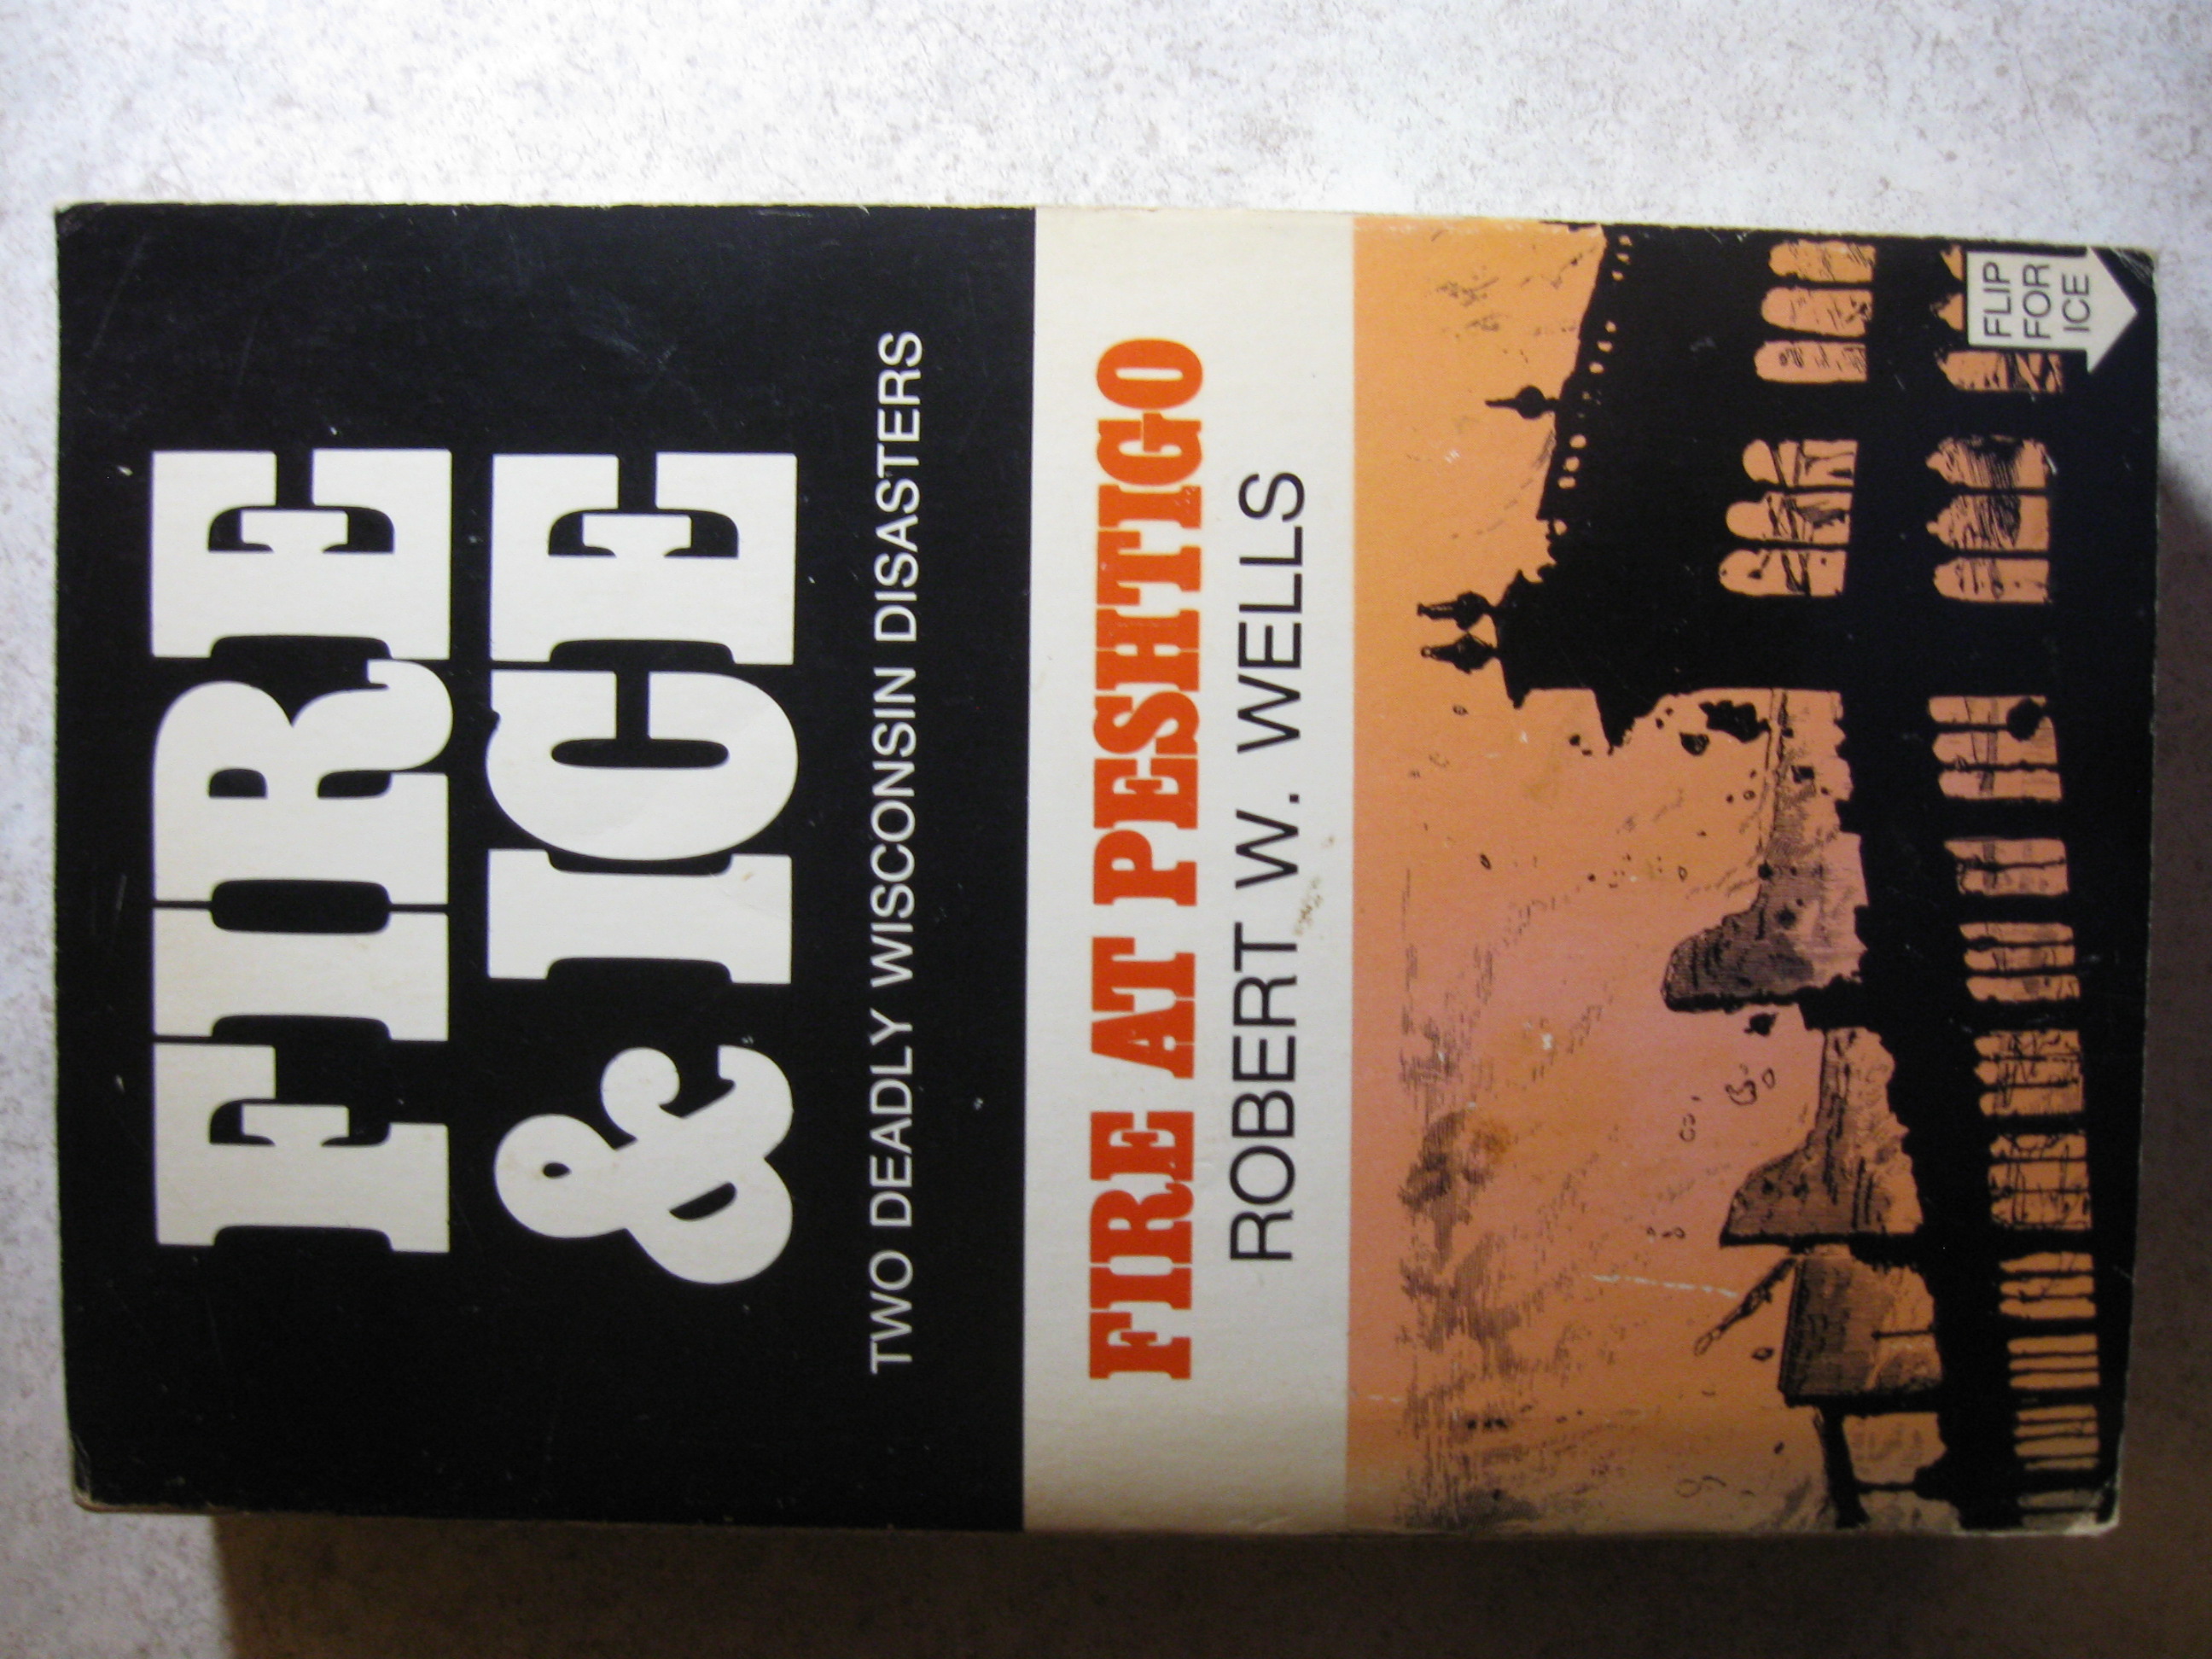 FIRE
& ICE
TWO DEADLY WISCONSIN DISASTERS
FIRE AT PESHTIGO
ROBERT W. WELLS
FLIP
FOR
ICE